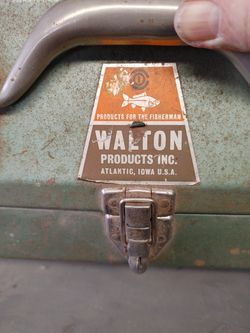 PRODUCTS FOR THE FISHERMAN
WALTON
PRODUCTS INC.
ATLANTIC, IOWA U.S.A.